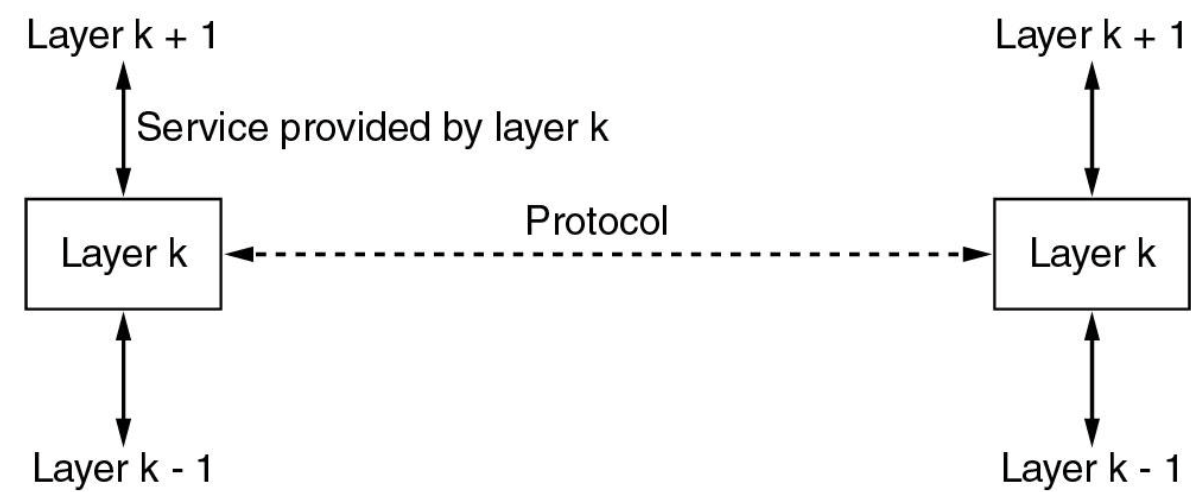 Layer k + 1
Layer k + 1
Service provided by layer k
Protocol
Layer k
Layer k
Layer k - 1
Layer k - 1